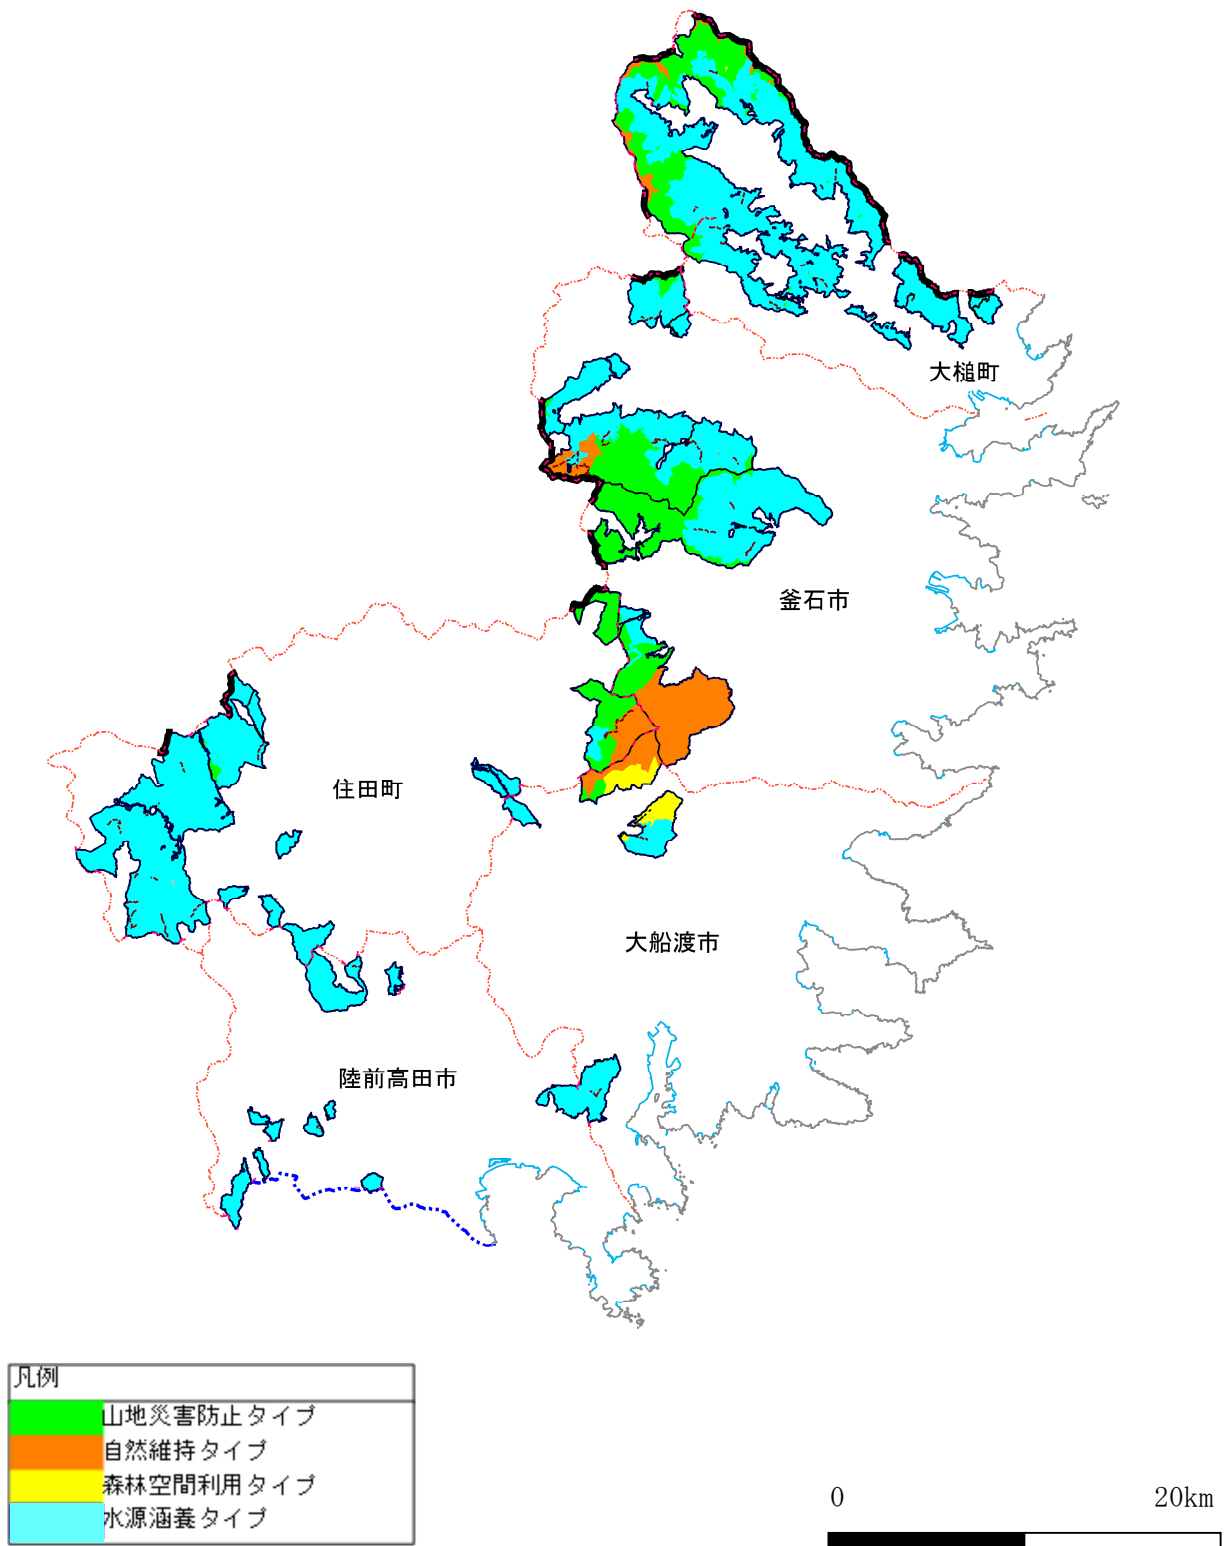 大槌町
釜石市
住田町
大船渡市
陸前高田市
凡例
山地災害防止タイプ
自然維持タイプ
森林空間利用タイプ
水源涵養タイプ
0 20km